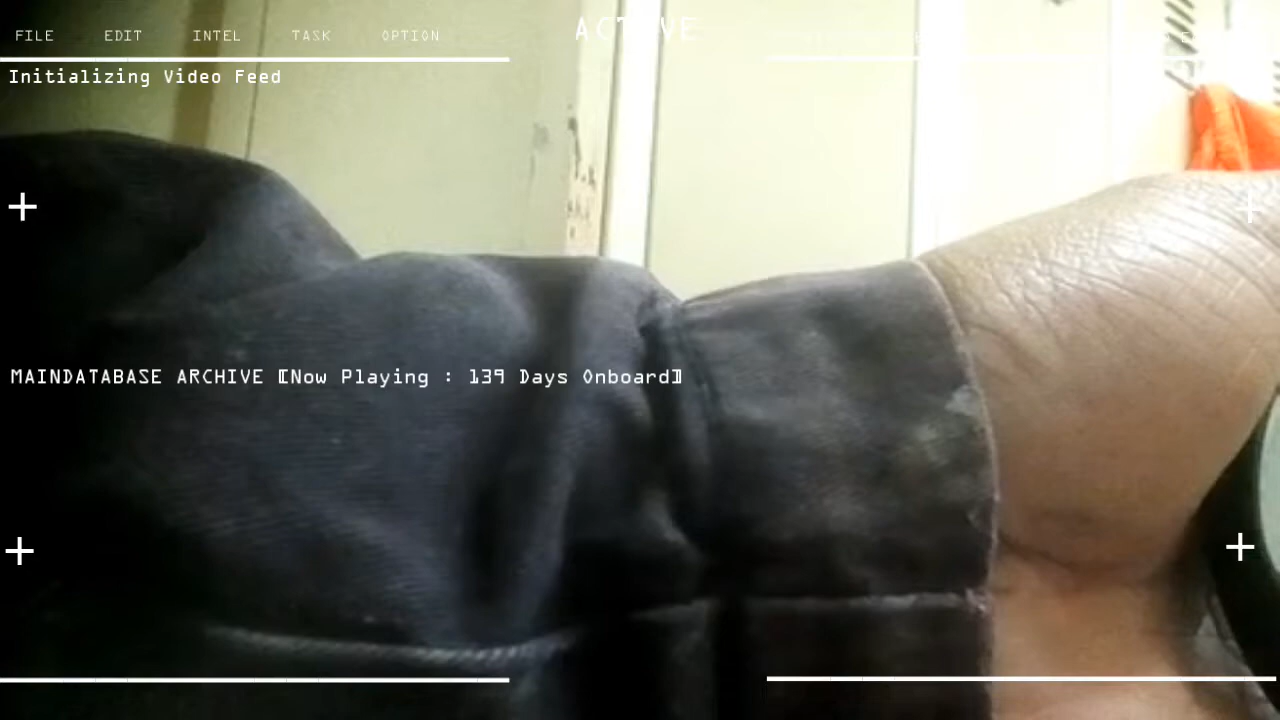 FILE EDIT INTEL TASK OPTION
ACTIVE
Initializing Video Feed
MAINDATABASE ARCHIVE [Now Playing : 139 Days Onboard]